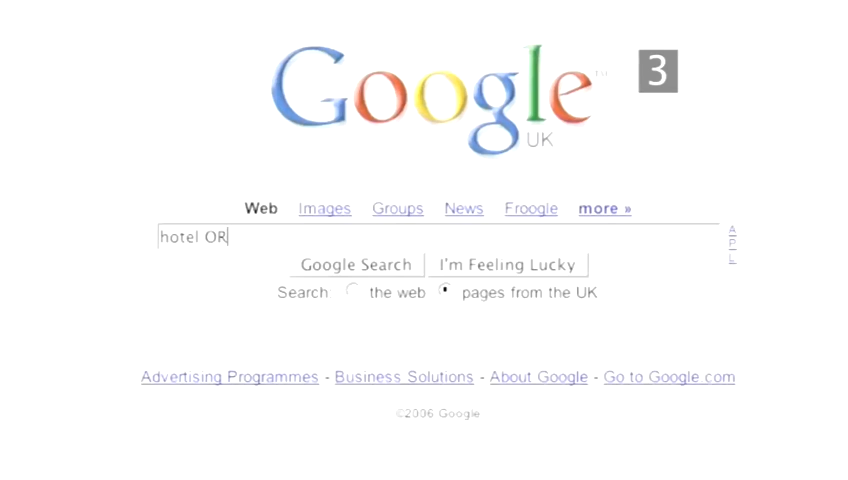 Google
3
UK
Web Images Groups News Froogle more »
hotel OR
A
P
L
Google Search I'm Feeling Lucky
Search the web pages from the UK
Advertising Programmes - Business Solutions - About Google - Go to Google.com
©2006 Google